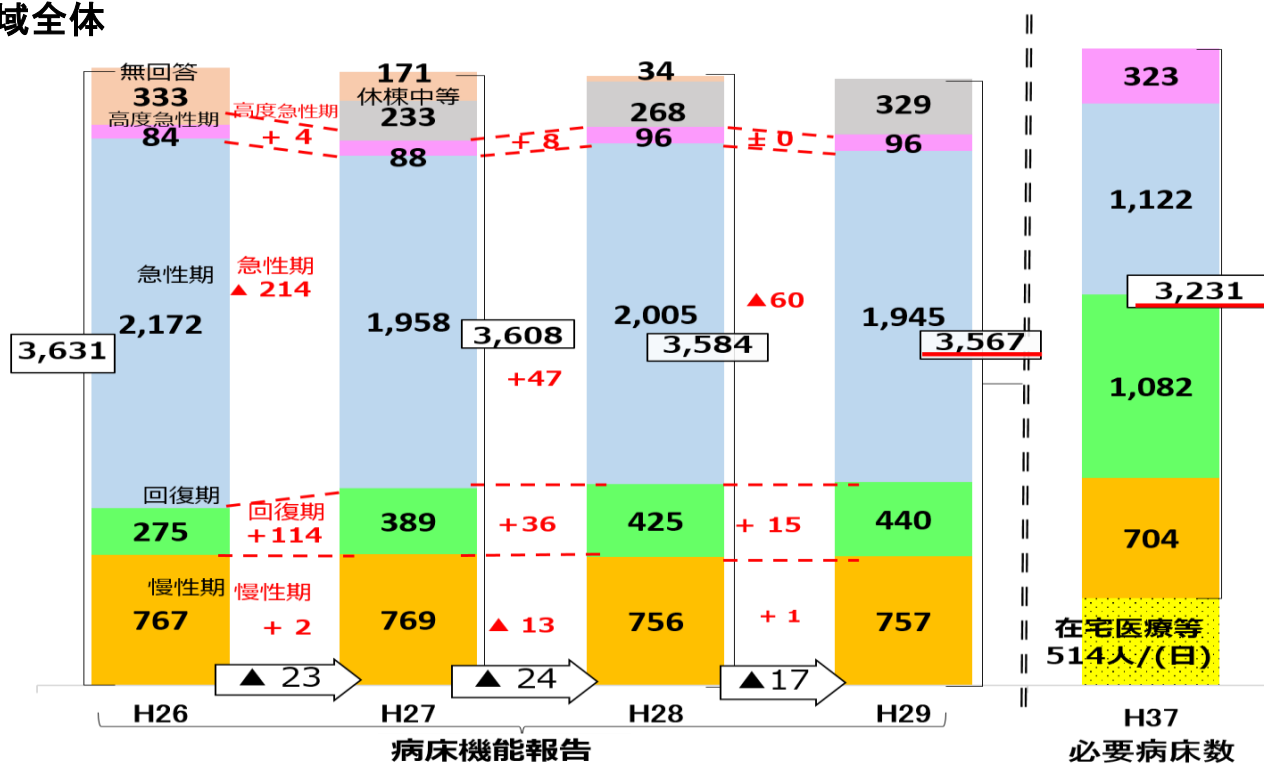 域全体
無回答
333
高度急性期
84
急性期
2,172
3,631
回復期
275
慢性期
767
高度急性期
+ 4
急性期
▲ 214
回復期
+114
慢性期
+ 2
▲ 23
171
休棟中等
233
88
1,958
3,608
389
769
+ 8
+47
+36
▲ 13
▲ 24
34
268
96
2,005
3,584
425
756
± 0
▲60
+ 15
+ 1
▲17
329
96
1,945
3,567
440
757
323
1,122
3,231
1,082
704
在宅医療等
514人/(日)
H26
H27
H28
H29
H37
病床機能報告
必要病床数